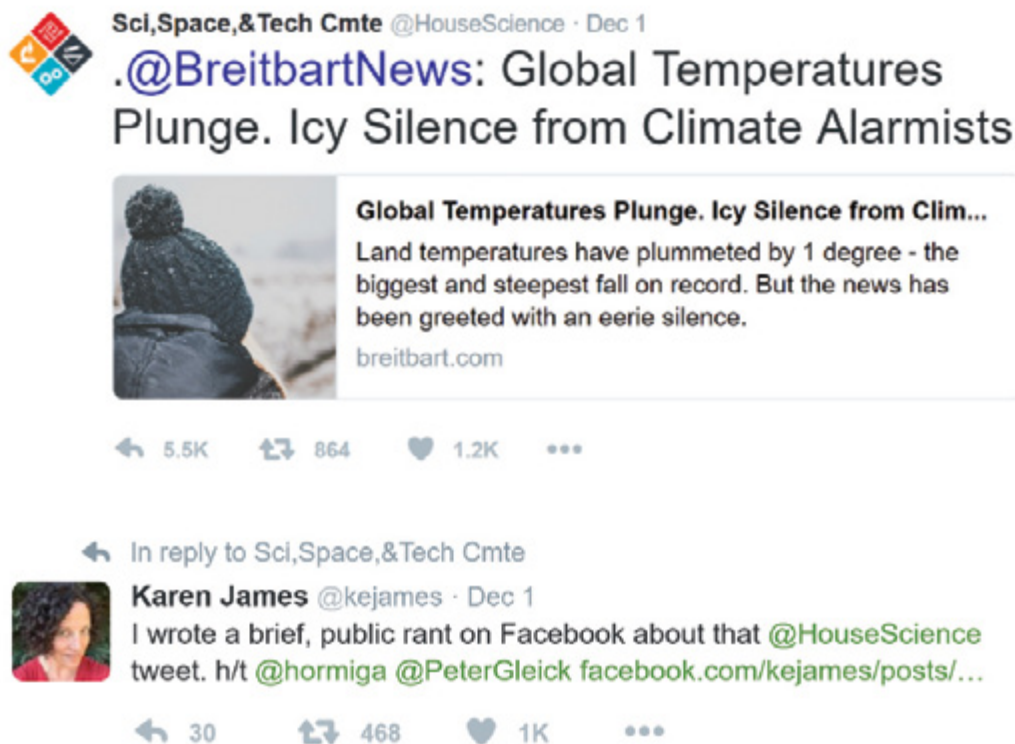 Sci,Space,&Tech Cmte @HouseScience · Dec 1
.@BreitbartNews: Global Temperatures
Plunge. Icy Silence from Climate Alarmists
Global Temperatures Plunge. Icy Silence from Clim...
Land temperatures have plummeted by 1 degree - the
biggest and steepest fall on record. But the news has
been greeted with an eerie silence.
breitbart.com
5.5K 864 1.2K
In reply to Sci,Space,&Tech Cmte
Karen James @kejames · Dec 1
I wrote a brief, public rant on Facebook about that @HouseScience
tweet. h/t @hormiga @PeterGleick facebook.com/kejames/posts/...
30 468 1K